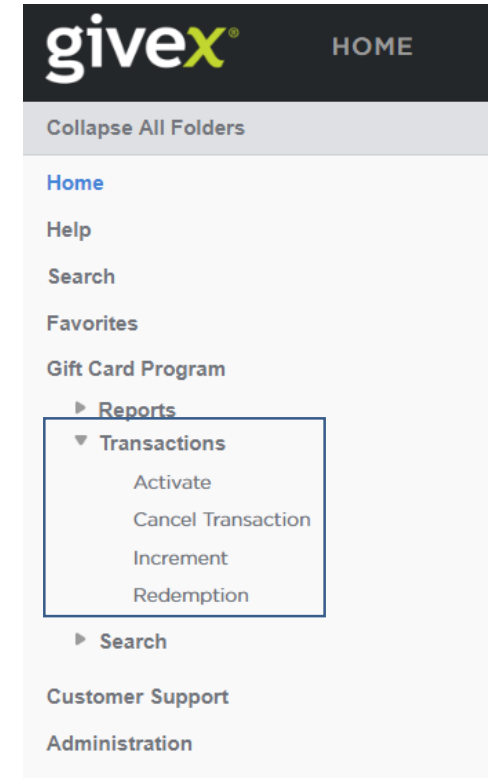 givex® HOME
Collapse All Folders
Home
Help
Search
Favorites
Gift Card Program
Reports
Transactions
Activate
Cancel Transaction
Increment
Redemption
Search
Customer Support
Administration